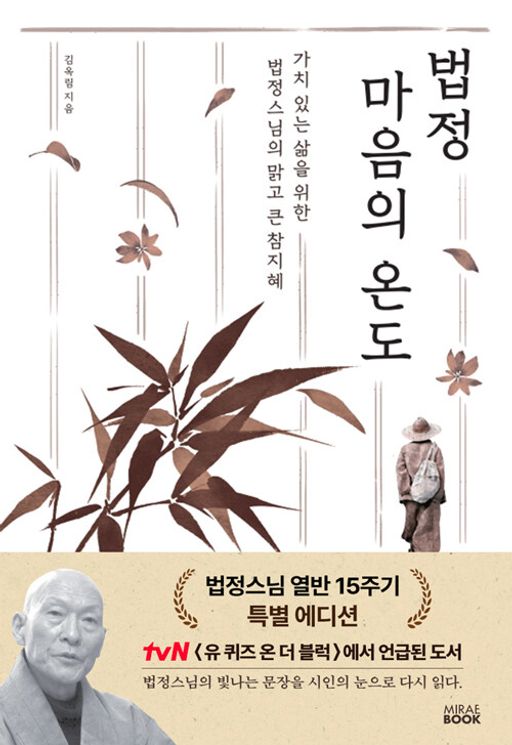 법정
마음의 온도
가치 있는 삶을 위한
법정스님의 맑고 큰 참지혜
김옥림 지음
법정스님 열반 15주기
특별 에디션
tvN 〈유 퀴즈 온 더 블럭〉에서 언급된 도서
법정스님의 빛나는 문장을 시인의 눈으로 다시 읽다.
MIRAE
BOOK